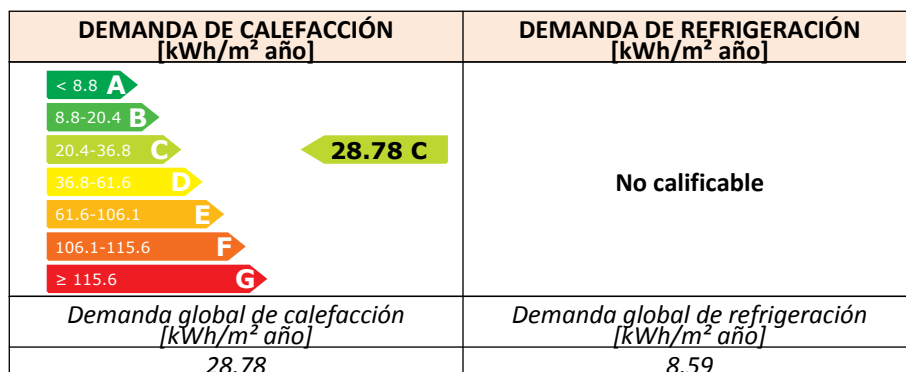 DEMANDA DE CALEFACCIÓN
[kWh/m² año]
DEMANDA DE REFRIGERACIÓN
[kWh/m² año]
< 8.8 A
8.8-20.4 B
20.4-36.8 C
36.8-61.6 D
61.6-106.1 E
106.1-115.6 F
≥ 115.6 G
28.78 C
No calificable
Demanda global de calefacción
[kWh/m² año]
Demanda global de refrigeración
[kWh/m² año]
28.78
8.59